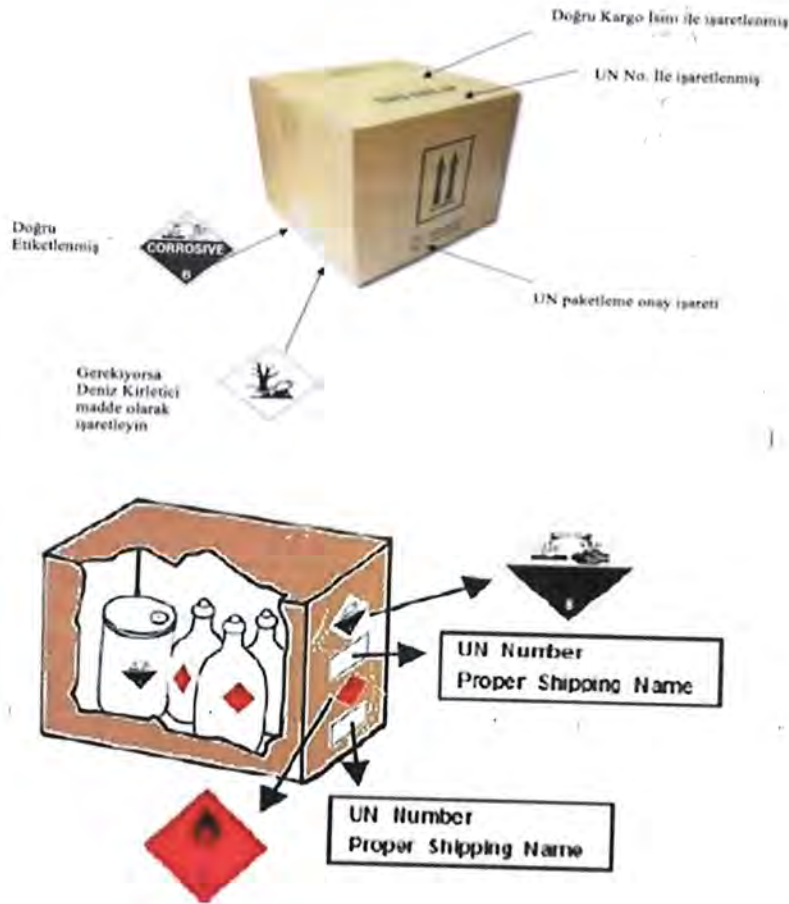 Doğru Kargo İsmi ile işaretlenmiş
UN No. İle işaretlenmiş
Doğru
Etiketlenmiş
CORROSIVE
8
UN paketleme onay işareti
Gerekiyorsa
Deniz Kirletici
madde olarak
işaretleyin
8
UN Number
Proper Shipping Name
UN Number
Proper Shipping Name